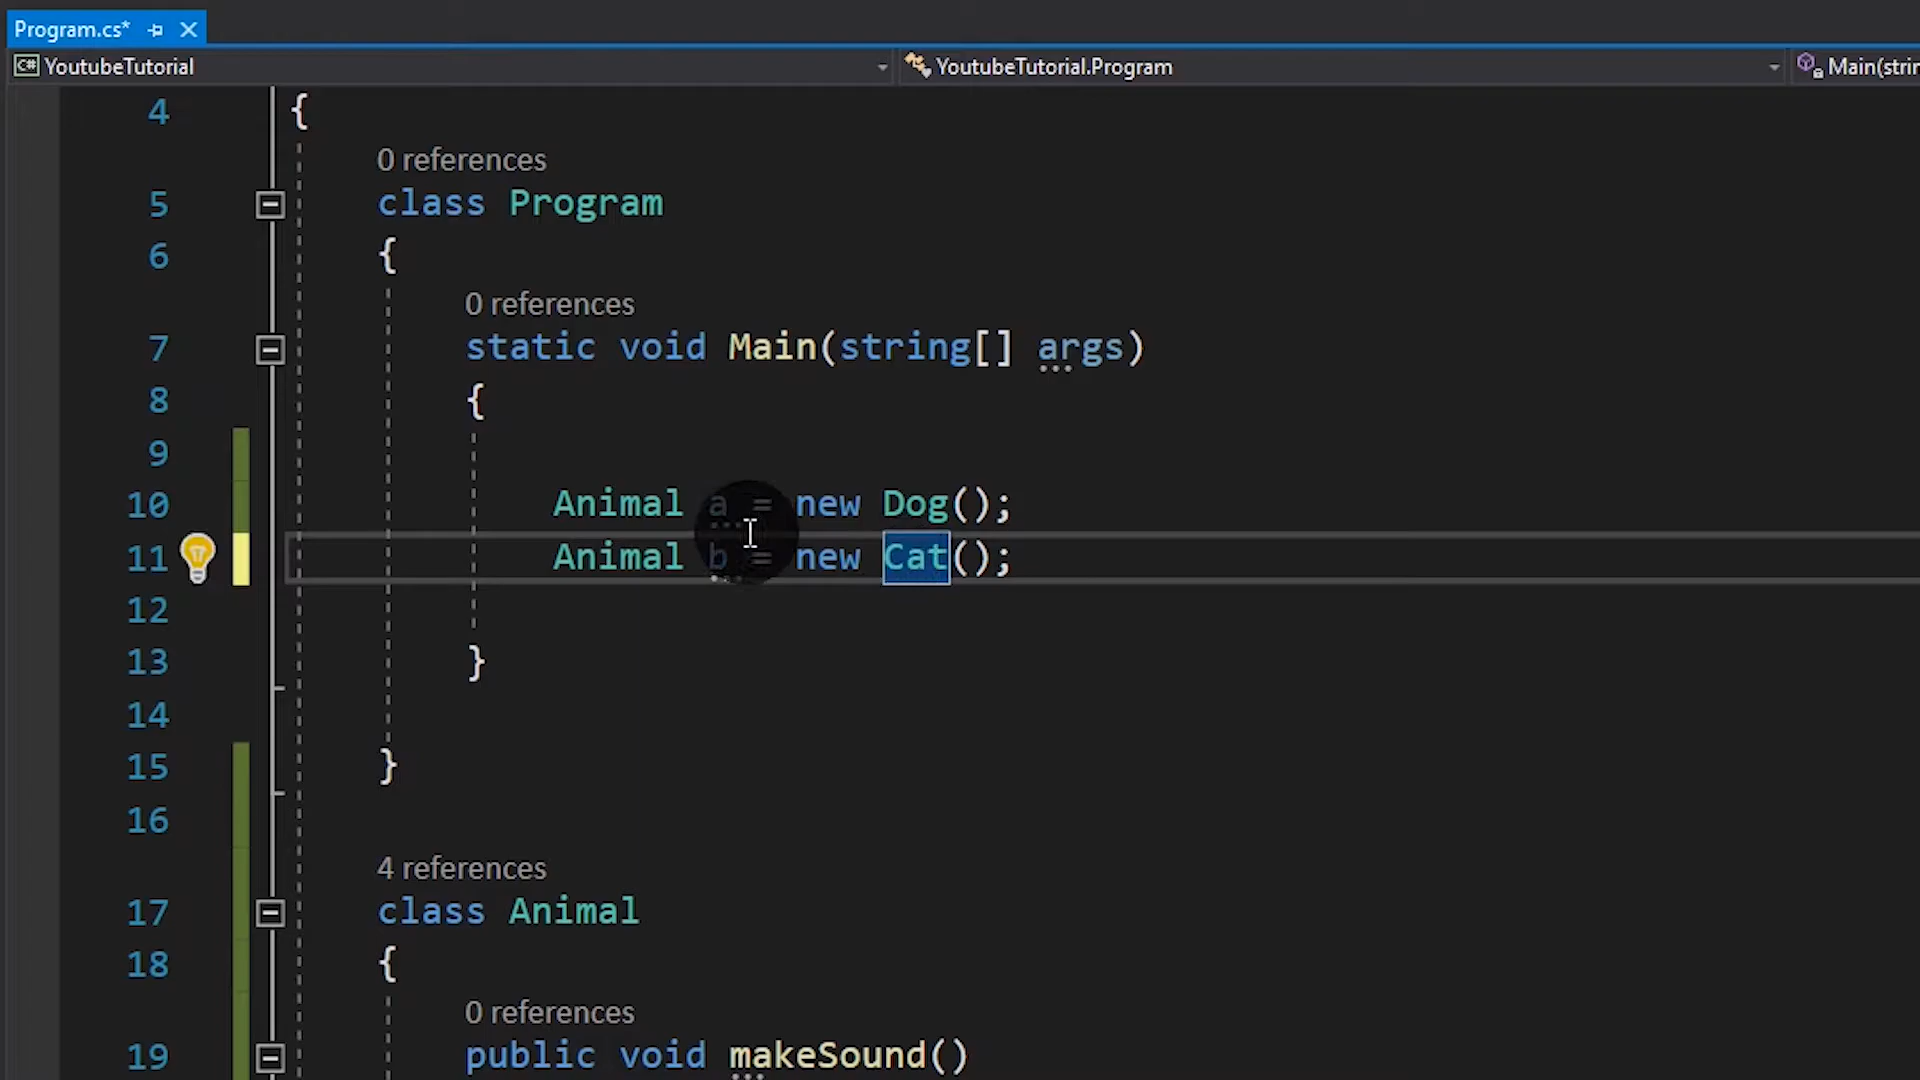 Program.cs*
YoutubeTutorial YoutubeTutorial.Program Main(strin
4 {
0 references
5 class Program
6 {
0 references
7 static void Main(string[] args)
8 {
9
10 Animal a = new Dog();
11 Animal b = new Cat();
12
13 }
14
15 }
16
4 references
17 class Animal
18 {
0 references
19 public void makeSound()